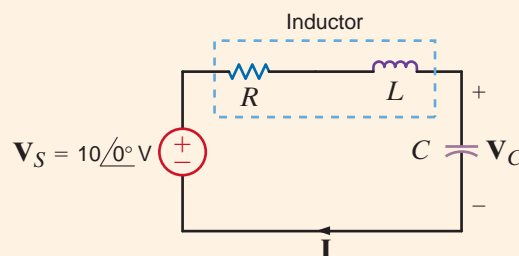 Inductor
R
L
+
V_S = 10/0° V
+
−
C
V_C
−
I